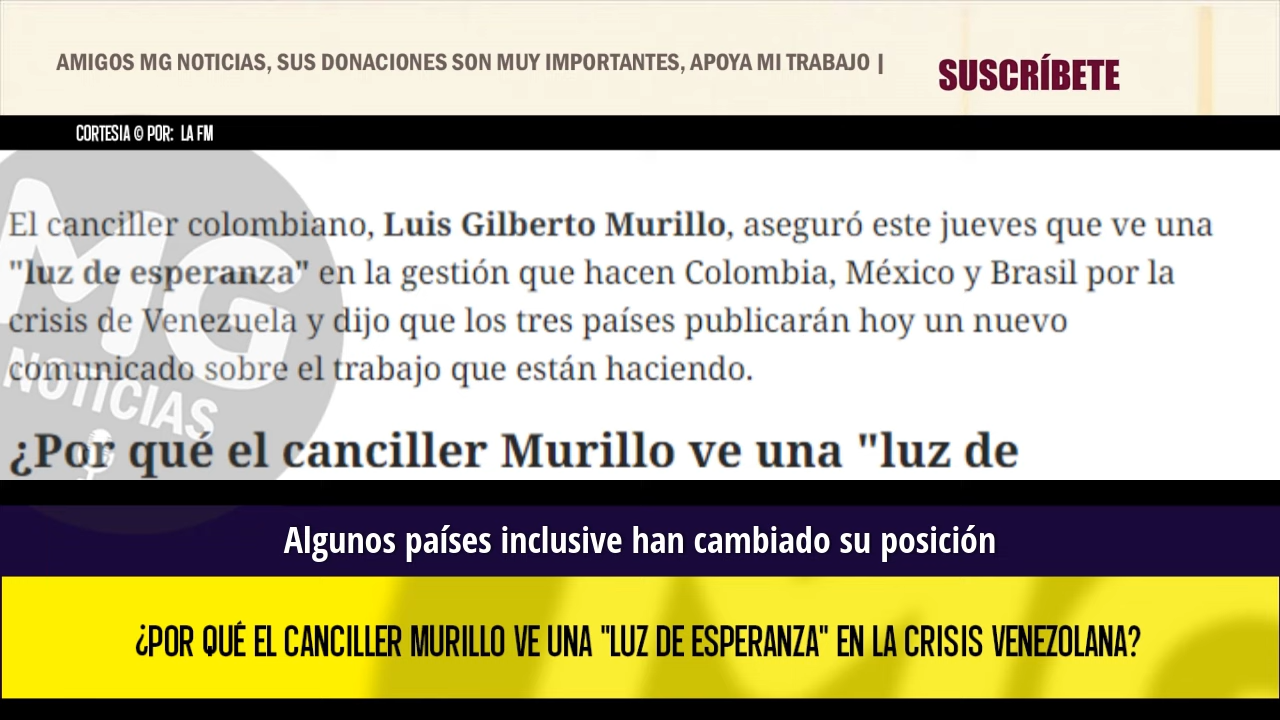 AMIGOS MG NOTICIAS, SUS DONACIONES SON MUY IMPORTANTES, APOYA MI TRABAJO |
SUSCRÍBETE
CORTESIA © POR: LA FM
El canciller colombiano, Luis Gilberto Murillo, aseguró este jueves que ve una
"luz de esperanza" en la gestión que hacen Colombia, México y Brasil por la
crisis de Venezuela y dijo que los tres países publicarán hoy un nuevo
comunicado sobre el trabajo que están haciendo.
MG
NOTICIAS
¿Por qué el canciller Murillo ve una "luz de
Algunos países inclusive han cambiado su posición
¿POR QUÉ EL CANCILLER MURILLO VE UNA "LUZ DE ESPERANZA" EN LA CRISIS VENEZOLANA?